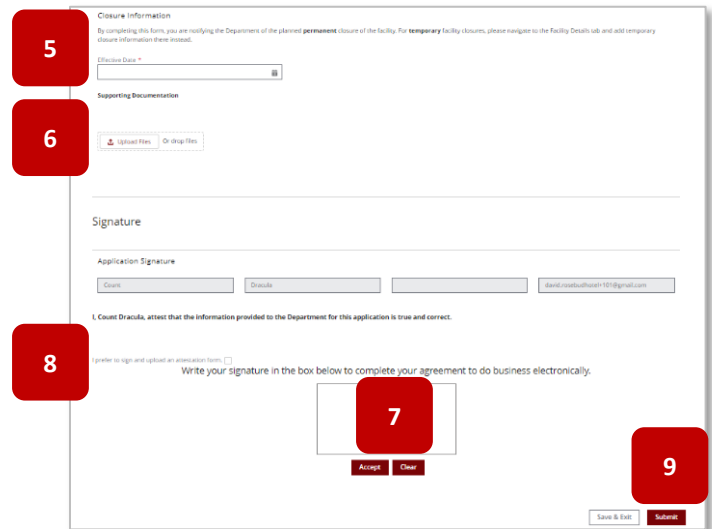 Closure Information
By completing this form, you are notifying the Department of the planned permanent closure of the facility. For temporary facility closures, please navigate to the Facility Details tab and add temporary
closure information there instead.
5
Effective Date *
Supporting Documentation
6
Upload Files Or drop files
Signature
Application Signature
Count Dracula david.rosebudhotel+101@gmail.com
I, Count Dracula, attest that the information provided to the Department for this application is true and correct.
8
I prefer to sign and upload an attestation form.
Write your signature in the box below to complete your agreement to do business electronically.
7
Accept Clear
9
Save & Exit Submit